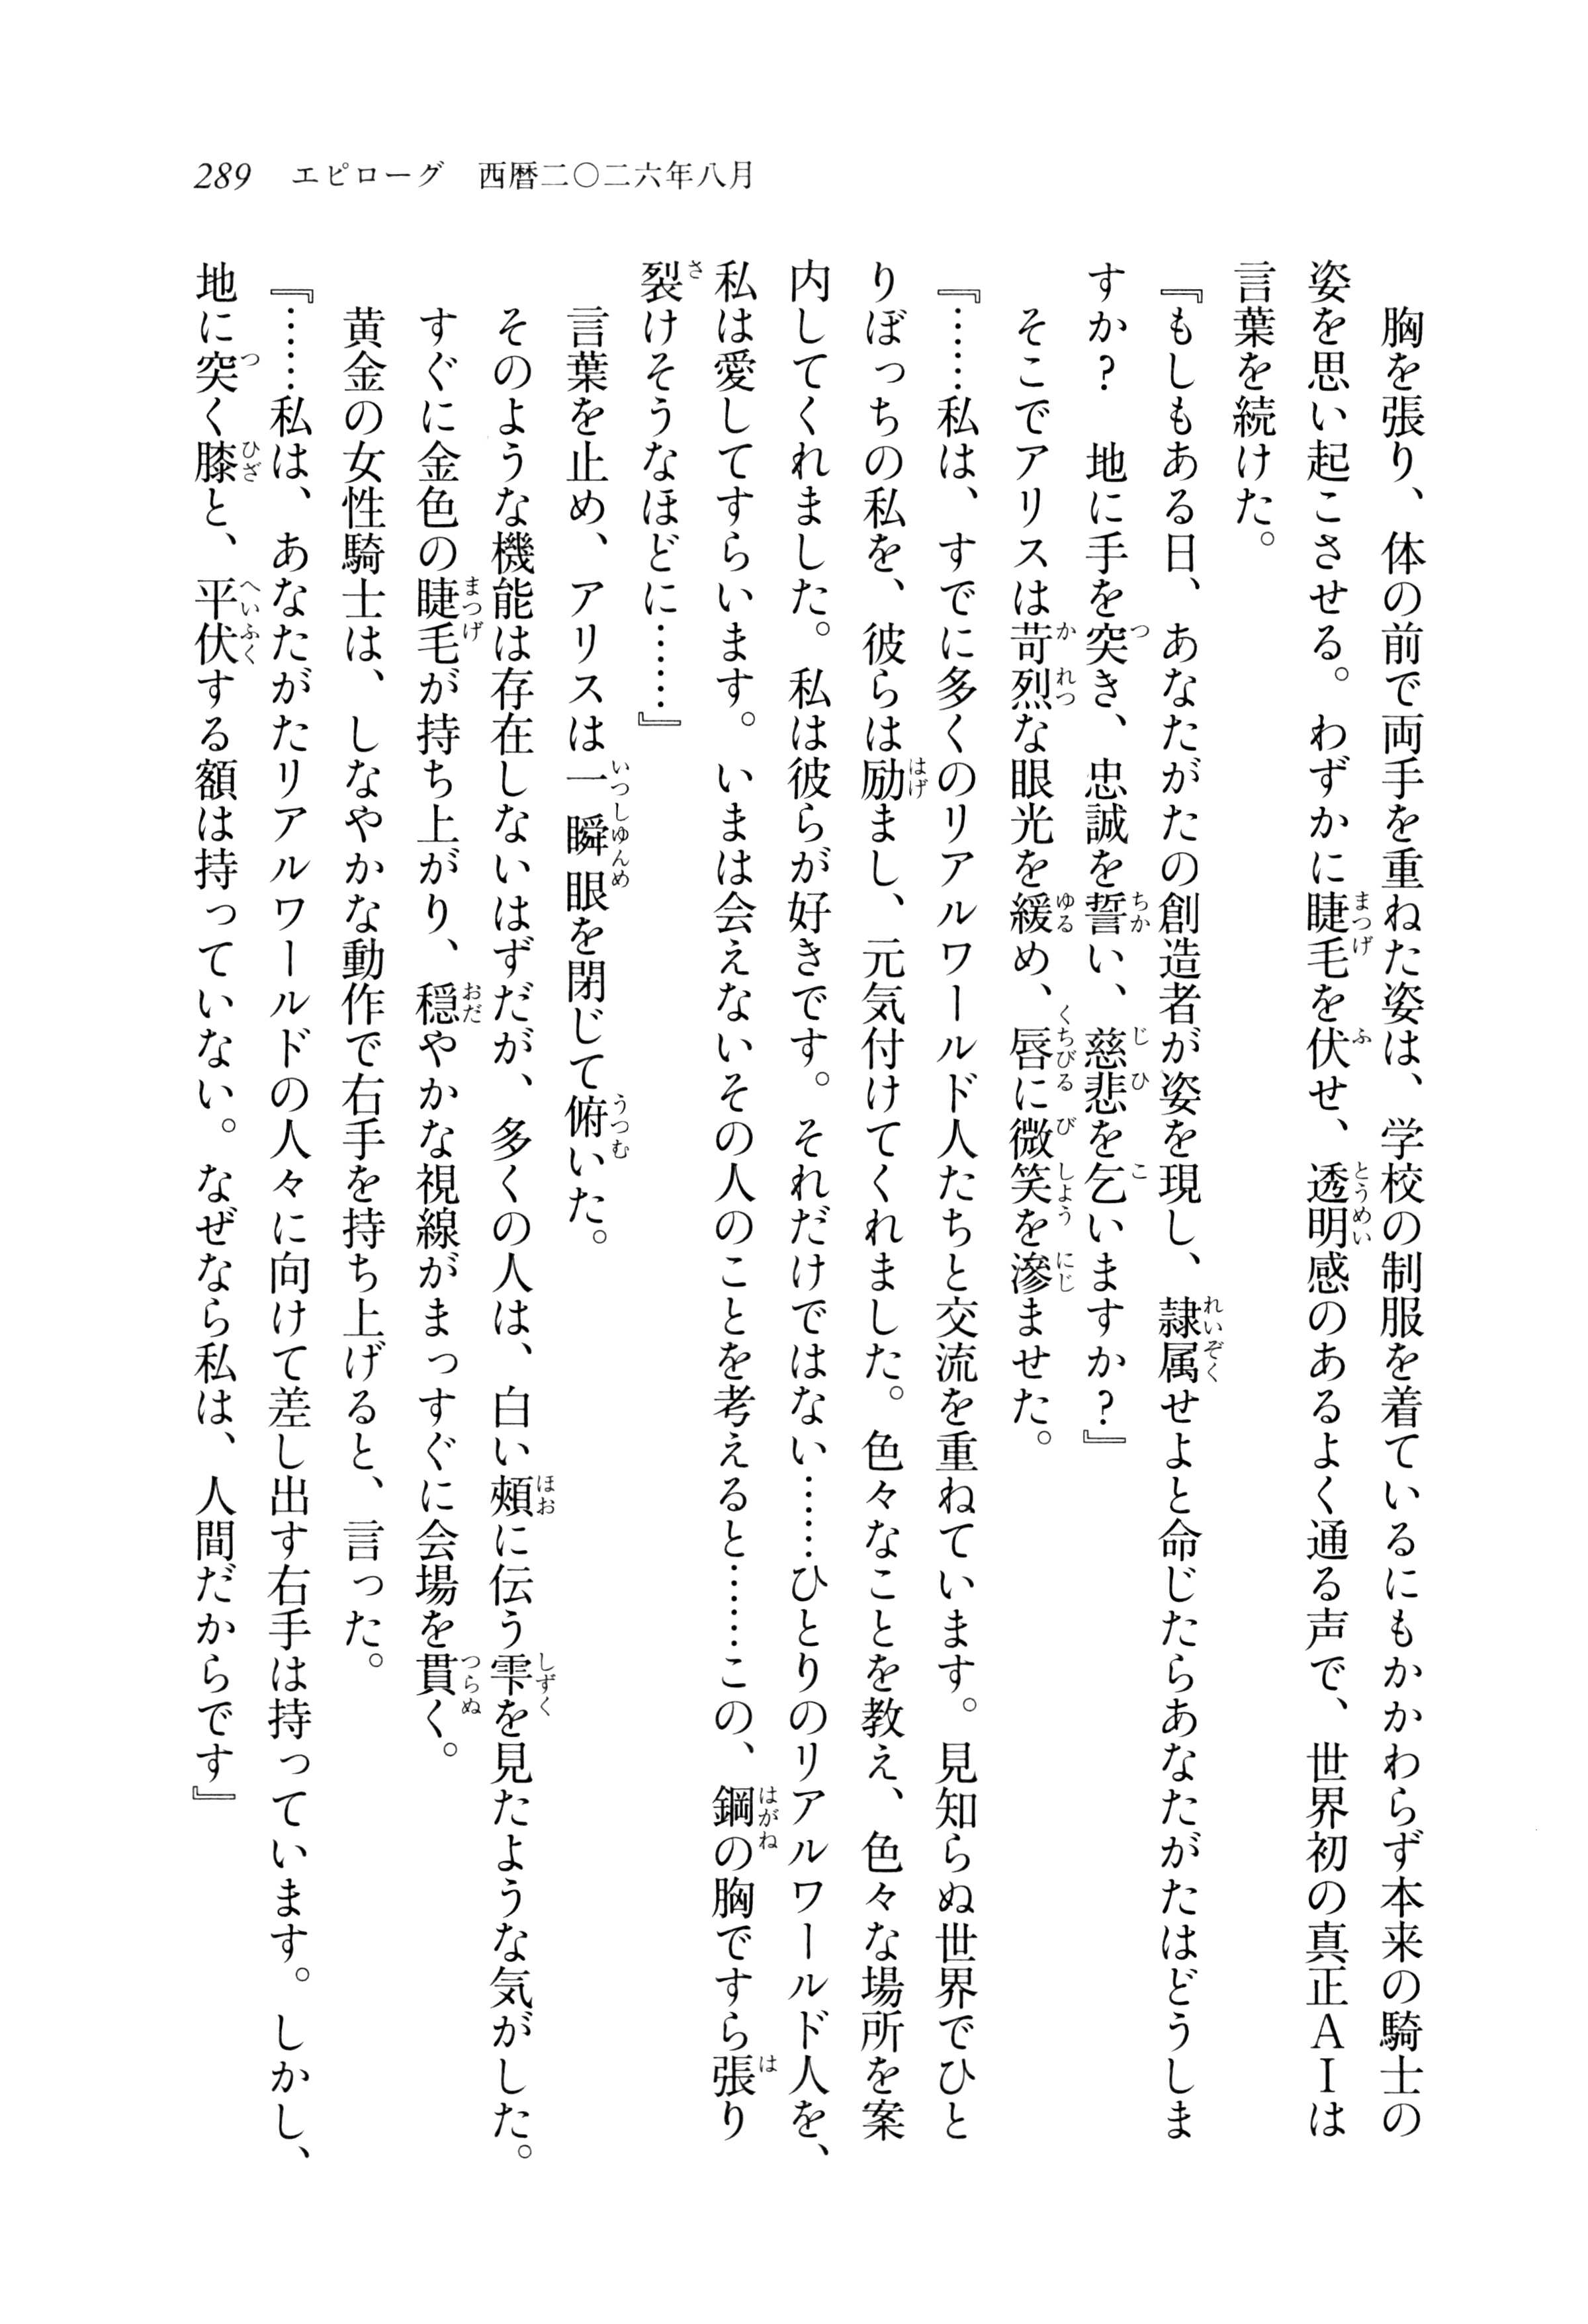 289 エピローグ 西暦二〇二六年八月
　胸を張り、体の前で両手を重ねた姿は、学校の制服を着ているにもかかわらず本来の騎士の
姿を思い起こさせる。わずかに睫毛を伏せ、透明感のあるよく通る声で、世界初の真正ＡＩは
言葉を続けた。
『もしもある日、あなたがたの創造者が姿を現し、隷属せよと命じたらあなたがたはどうしま
すか？　地に手を突き、忠誠を誓い、慈悲を乞いますか？』
　そこでアリスは苛烈な眼光を緩め、唇に微笑を滲ませた。
『……私は、すでに多くのリアルワールド人たちと交流を重ねています。見知らぬ世界でひと
りぼっちの私を、彼らは励まし、元気付けてくれました。色々なことを教え、色々な場所を案
内してくれました。私は彼らが好きです。それだけではない……ひとりのリアルワールド人を、
私は愛してすらいます。いまは会えないその人のことを考えると……この、鋼の胸ですら張り
裂けそうなほどに……』
　言葉を止め、アリスは一瞬眼を閉じて俯いた。
　そのような機能は存在しないはずだが、多くの人は、白い頰に伝う雫を見たような気がした。
　すぐに金色の睫毛が持ち上がり、穏やかな視線がまっすぐに会場を貫く。
　黄金の女性騎士は、しなやかな動作で右手を持ち上げると、言った。
『……私は、あなたがたリアルワールドの人々に向けて差し出す右手は持っています。しかし、
地に突く膝と、平伏する額は持っていない。なぜなら私は、人間だからです』